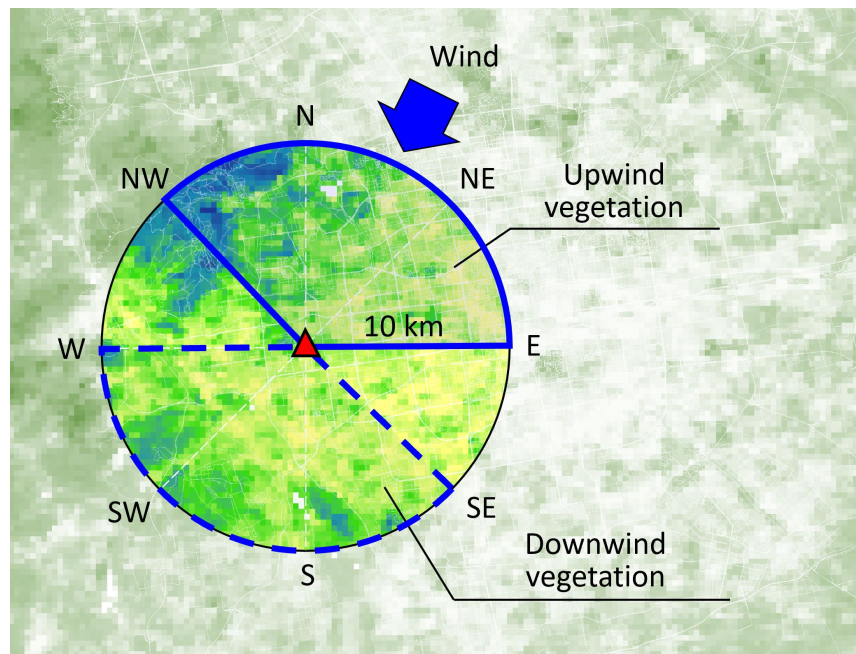 Wind
N
NW
NE
Upwind
vegetation
10 km
W
E
SW
SE
Downwind
vegetation
S